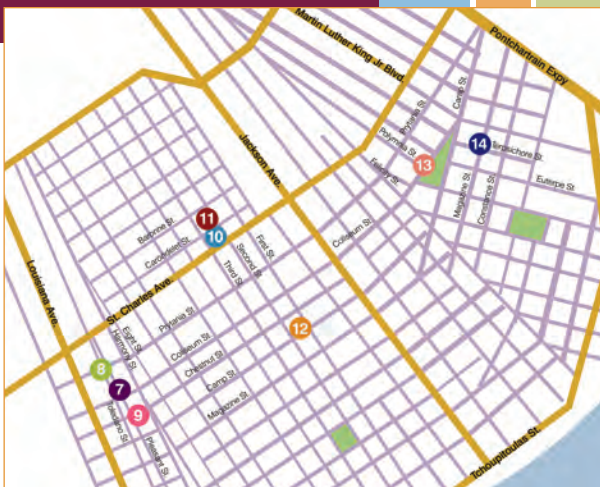 Martin Luther King Jr Blvd.
Pontchartrain Expy
Camp St.
Prytania St.
Polymnia St.
14
Terpsichore St.
13
Jackson Ave.
Felicity St.
Euterpe St.
Magazine St.
Constance St.
11
10
Baronne St.
Carondelet St.
First St.
Second St.
Third St.
Coliseum St.
Louisiana Ave.
St. Charles Ave.
Prytania St.
12
Eight St.
Harmony St.
Coliseum St.
Chestnut St.
8
7
Camp St.
9
Magazine St.
Toledano St.
Pleasant St.
Tchoupitoulas St.